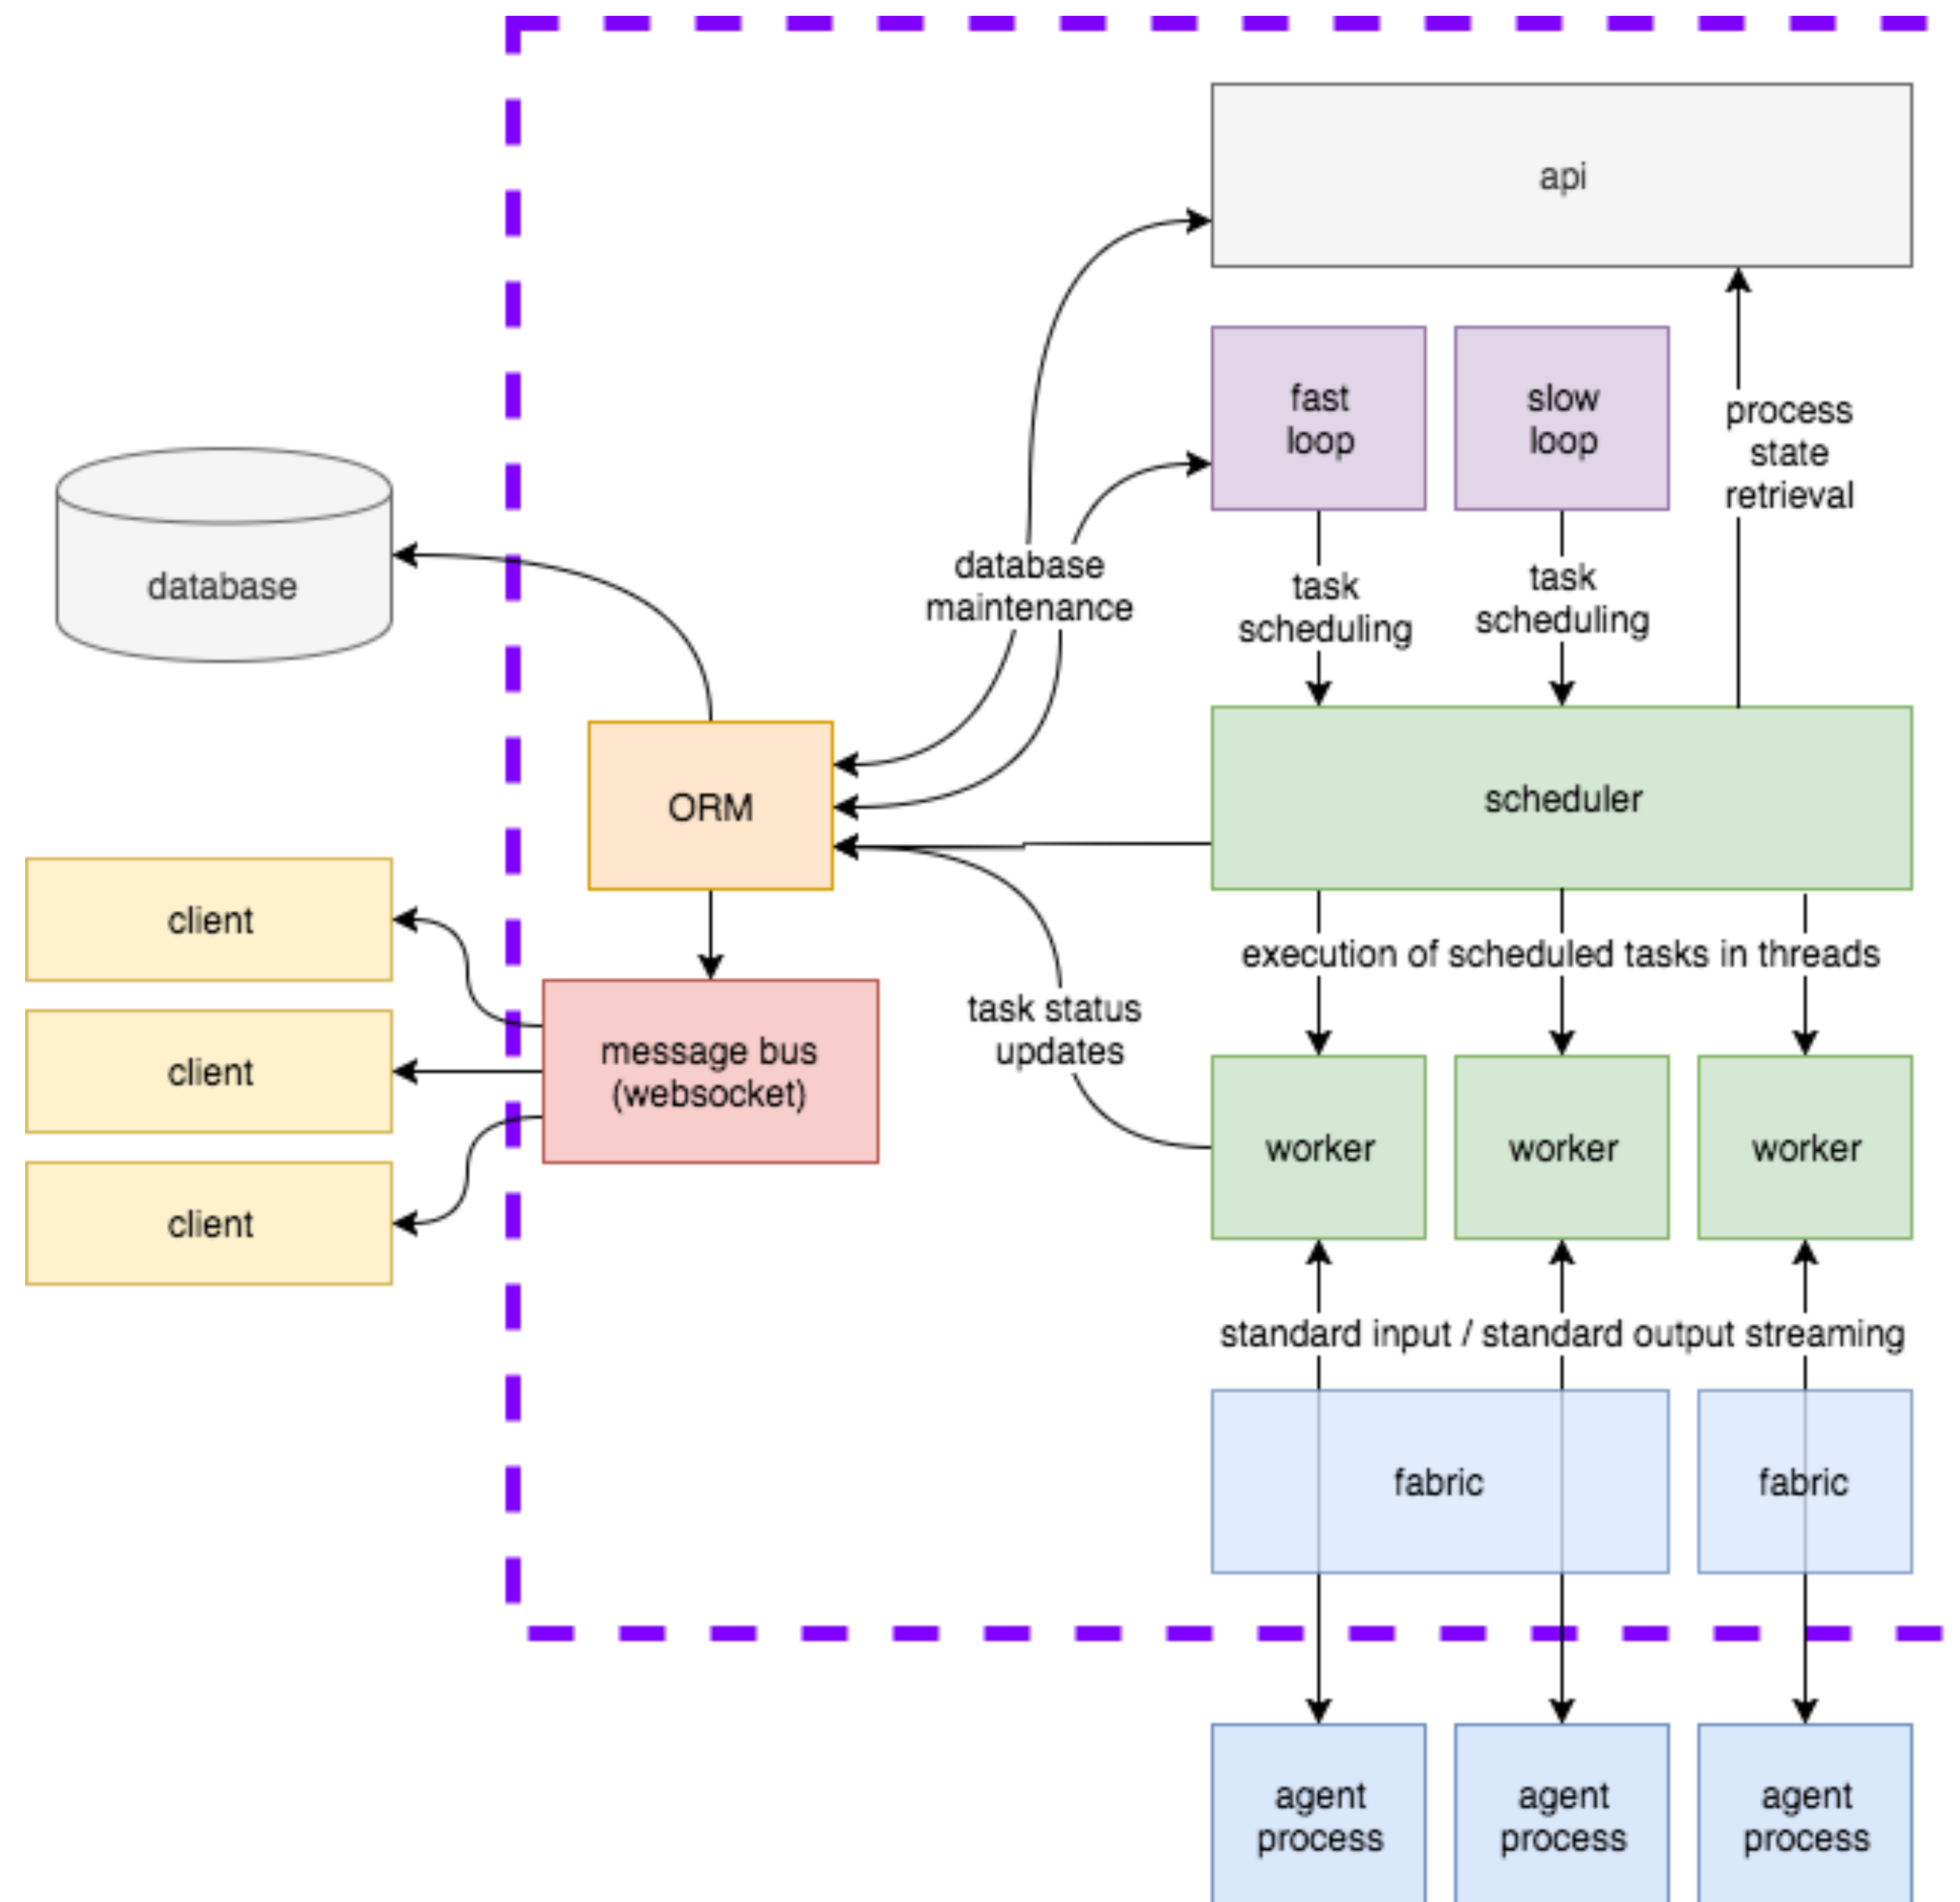 api
fast
loop
slow
loop
process
state
retrieval
database
database
maintenance
task
scheduling
task
scheduling
ORM
scheduler
client
client
client
message bus
(websocket)
execution of scheduled tasks in threads
task status
updates
worker
worker
worker
standard input / standard output streaming
fabric
fabric
agent
process
agent
process
agent
process